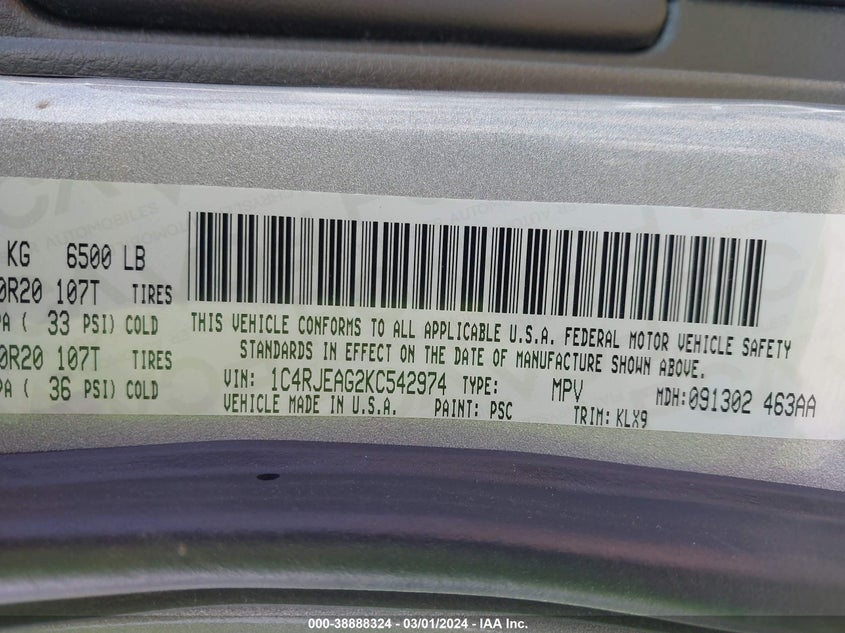 KG 6500 LB
0R20 107T TIRES
PA ( 33 PSI) COLD
0R20 107T TIRES
PA ( 36 PSI) COLD
THIS VEHICLE CONFORMS TO ALL APPLICABLE U.S.A. FEDERAL MOTOR VEHICLE SAFETY
STANDARDS IN EFFECT ON THE DATE OF MANUFACTURE SHOWN ABOVE.
VIN: 1C4RJEAG2KC542974 TYPE: MPV MDH:091302 463AA
VEHICLE MADE IN U.S.A. PAINT: PSC TRIM: KLX9
000-38888324 - 03/01/2024 - IAA Inc.